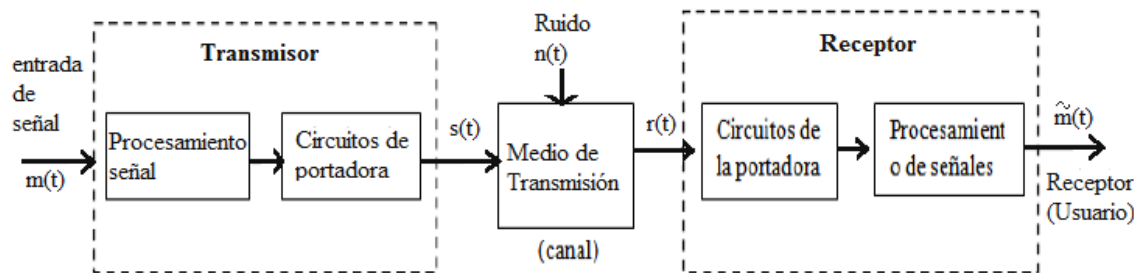 entrada
de
señal
m(t)
Transmisor
Procesamiento
señal
Circuitos de
portadora
s(t)
Ruido
n(t)
Medio de
Transmisión
(canal)
r(t)
Receptor
Circuitos de
la portadora
Procesamient
o de señales
m̃(t)
Receptor
(Usuario)